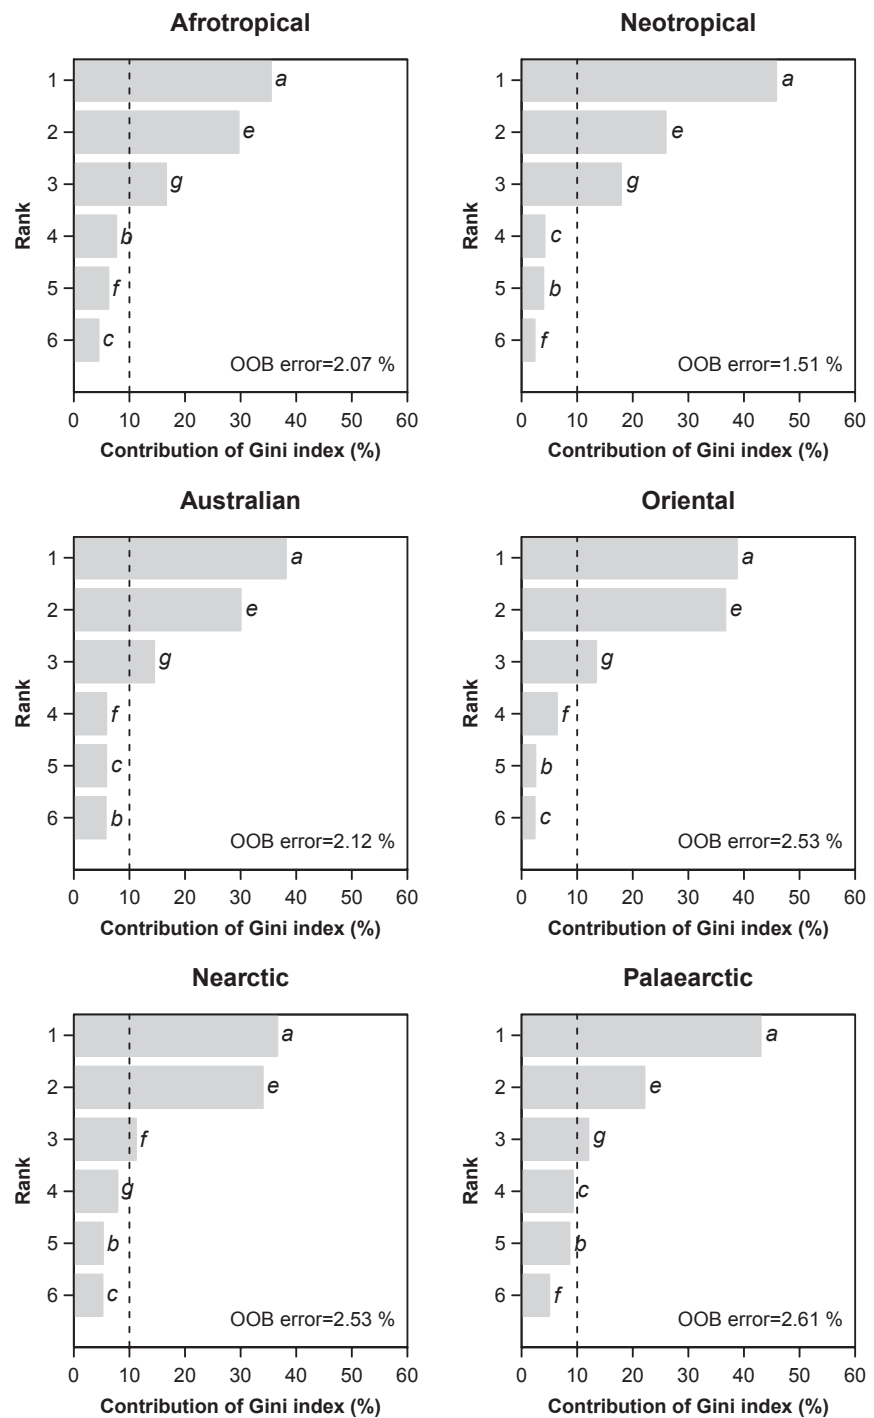 Afrotropical
1
a
2
e
3
g
4
b
5
f
6
c
Rank
OOB error=2.07 %
0 10 20 30 40 50 60
Contribution of Gini index (%)
Neotropical
1
a
2
e
3
g
4
c
5
b
6
f
Rank
OOB error=1.51 %
0 10 20 30 40 50 60
Contribution of Gini index (%)
Australian
1
a
2
e
3
g
4
f
5
c
6
b
Rank
OOB error=2.12 %
0 10 20 30 40 50 60
Contribution of Gini index (%)
Oriental
1
a
2
e
3
g
4
f
5
b
6
c
Rank
OOB error=2.53 %
0 10 20 30 40 50 60
Contribution of Gini index (%)
Nearctic
1
a
2
e
3
f
4
g
5
b
6
c
Rank
OOB error=2.53 %
0 10 20 30 40 50 60
Contribution of Gini index (%)
Palaearctic
1
a
2
e
3
g
4
c
5
b
6
f
Rank
OOB error=2.61 %
0 10 20 30 40 50 60
Contribution of Gini index (%)